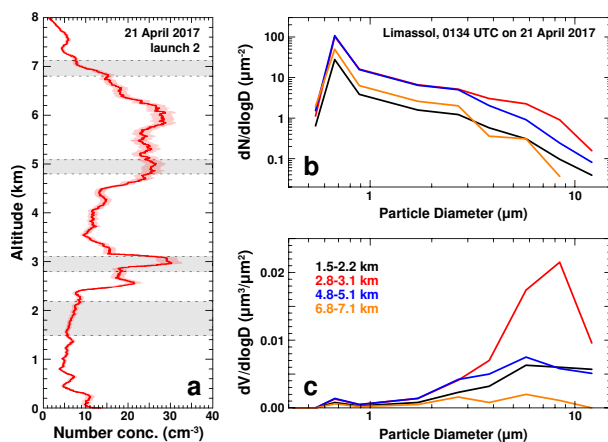 21 April 2017
launch 2
8
7
6
5
4
3
2
1
0
Altitude (km)
0 10 20 30 40
Number conc. (cm-3)
a
Limassol, 0134 UTC on 21 April 2017
dN/dlogD (µm-2)
100
10
1
0.1
b
1 10
Particle Diameter (µm)
dV/dlogD (µm3/µm2)
0.02
0.01
0.00
1.5-2.2 km
2.8-3.1 km
4.8-5.1 km
6.8-7.1 km
c
1 10
Particle Diameter (µm)